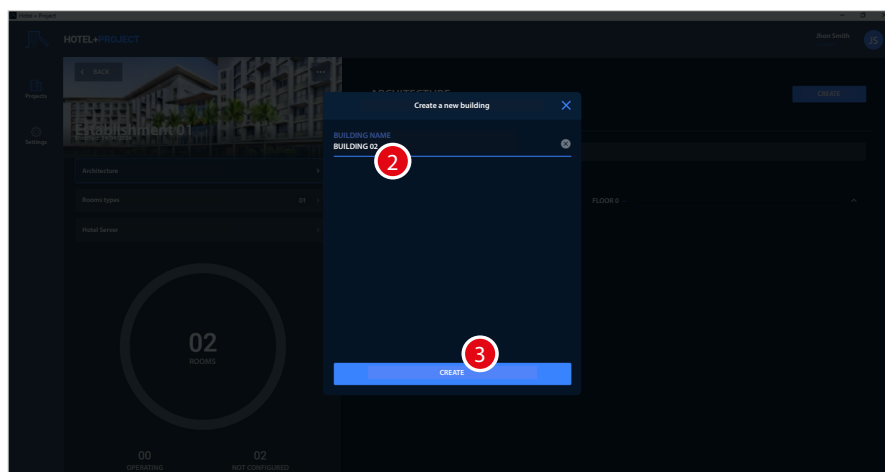 Hotel + Project
HOTEL+PROJECT
Jhon Smith
JS
BACK
ARCHITECTURE
CREATE
Projects
Settings
Establishment 01
Architecture
Rooms types
01
Hotel Server
02
ROOMS
00
OPERATING
02
NOT CONFIGURED
FLOOR 0
Create a new building
BUILDING NAME
BUILDING 02
2
3
CREATE